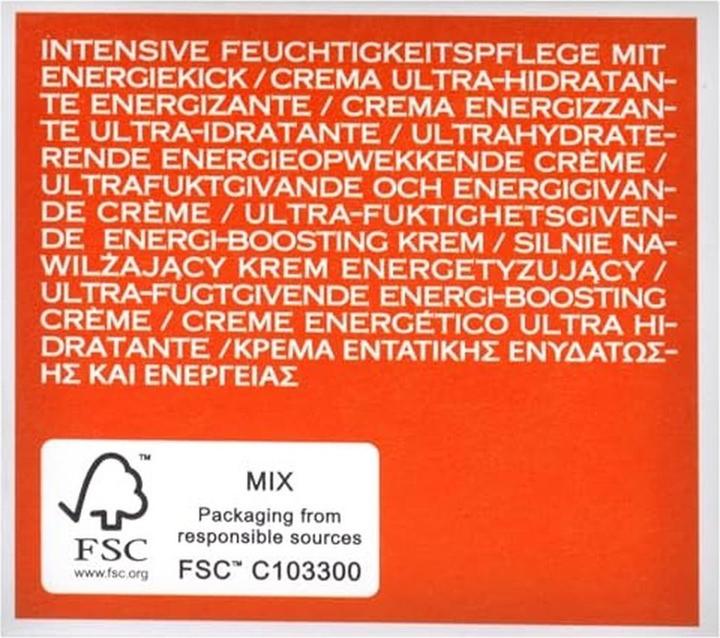 INTENSIVE FEUCHTIGKEITSPFLEGE MIT
ENERGIEKICK / CREMA ULTRA-HIDRATAN-
TE ENERGIZANTE / CREMA ENERGIZZAN-
TE ULTRA-IDRATANTE / ULTRAHYDRATE-
RENDE ENERGIEOPWEKKENDE CRÈME /
ULTRAFUKTGIVANDE OCH ENERGIGIVAN-
DE CRÈME / ULTRA-FUKTIGHETSGIVEN-
DE ENERGI-BOOSTING KREM / SILNIE NA-
WILŻAJĄCY KREM ENERGETYZUJĄCY /
ULTRA-FUGTGIVENDE ENERGI-BOOSTING
CRÈME / CREME ENERGÉTICO ULTRA HI-
DRATANTE /ΚΡΕΜΑ ΕΝΤΑΤΙΚΗΣ ΕΝΥΔΑΤΩΣ-
ΗΣ ΚΑΙ ΕΝΕΡΓΕΙΑΣ
MIX
Packaging from
responsible sources
FSC™ C103300
™
FSC
www.fsc.org